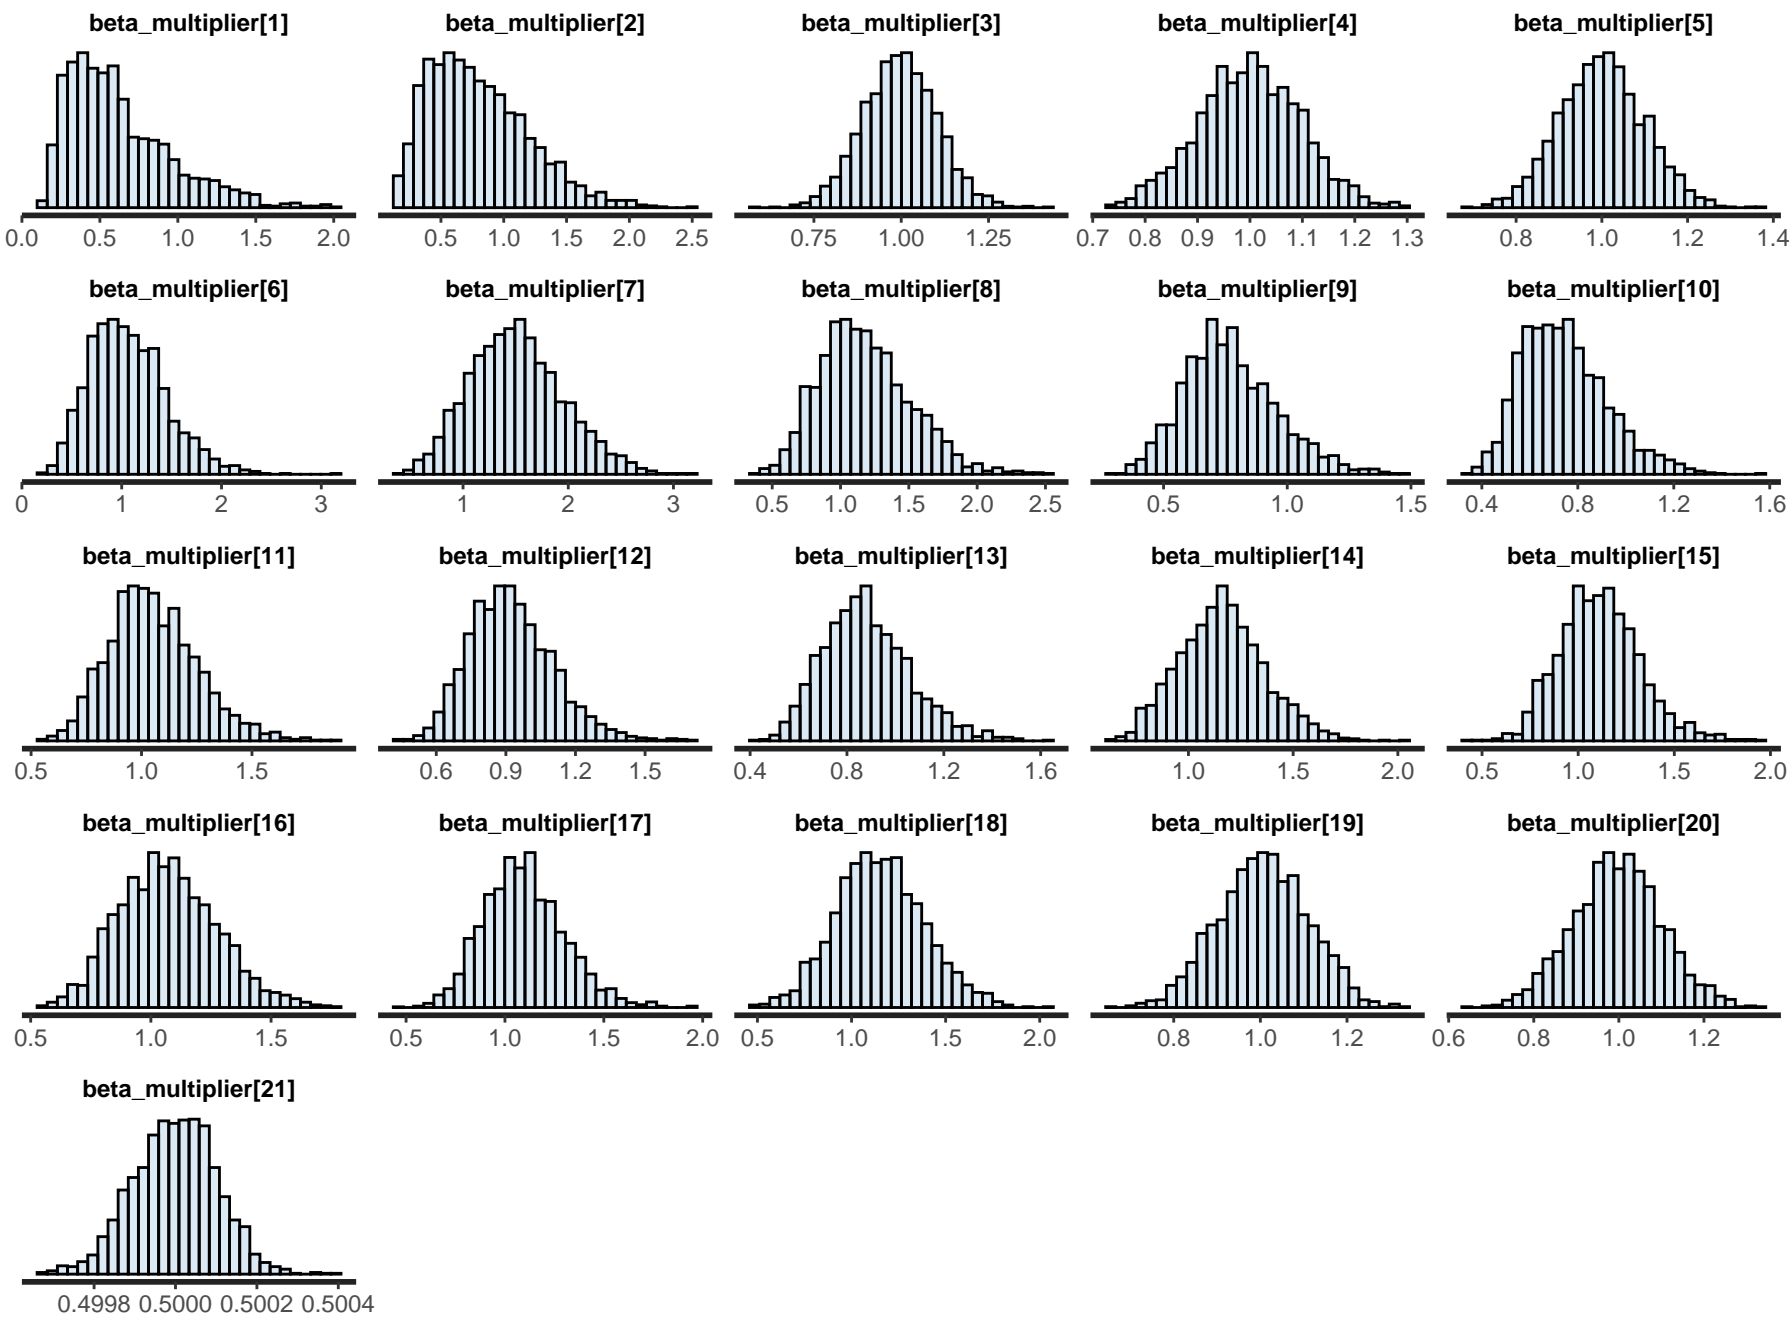 beta_multiplier[1] beta_multiplier[2] beta_multiplier[3] beta_multiplier[4] beta_multiplier[5]
0.0 0.5 1.0 1.5 2.0 0.5 1.0 1.5 2.0 2.5 0.75 1.00 1.25 0.7 0.8 0.9 1.0 1.1 1.2 1.3 0.8 1.0 1.2 1.4
beta_multiplier[6] beta_multiplier[7] beta_multiplier[8] beta_multiplier[9] beta_multiplier[10]
0 1 2 3 1 2 3 0.5 1.0 1.5 2.0 2.5 0.5 1.0 1.5 0.4 0.8 1.2 1.6
beta_multiplier[11] beta_multiplier[12] beta_multiplier[13] beta_multiplier[14] beta_multiplier[15]
0.5 1.0 1.5 0.6 0.9 1.2 1.5 0.4 0.8 1.2 1.6 1.0 1.5 2.0 0.5 1.0 1.5 2.0
beta_multiplier[16] beta_multiplier[17] beta_multiplier[18] beta_multiplier[19] beta_multiplier[20]
0.5 1.0 1.5 0.5 1.0 1.5 2.0 0.5 1.0 1.5 2.0 0.8 1.0 1.2 0.6 0.8 1.0 1.2
beta_multiplier[21]
0.4998 0.5000 0.5002 0.5004